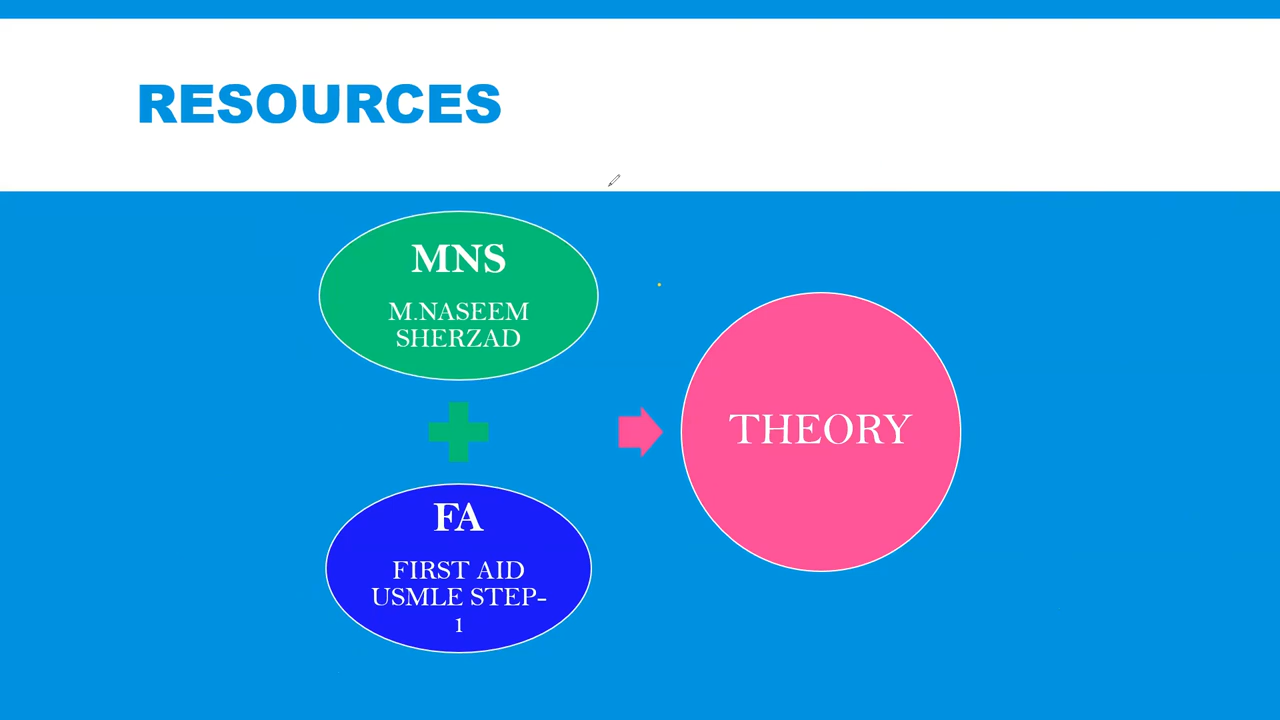 RESOURCES
MNS
M.NASEEM
SHERZAD
FA
FIRST AID
USMLE STEP-
1
THEORY